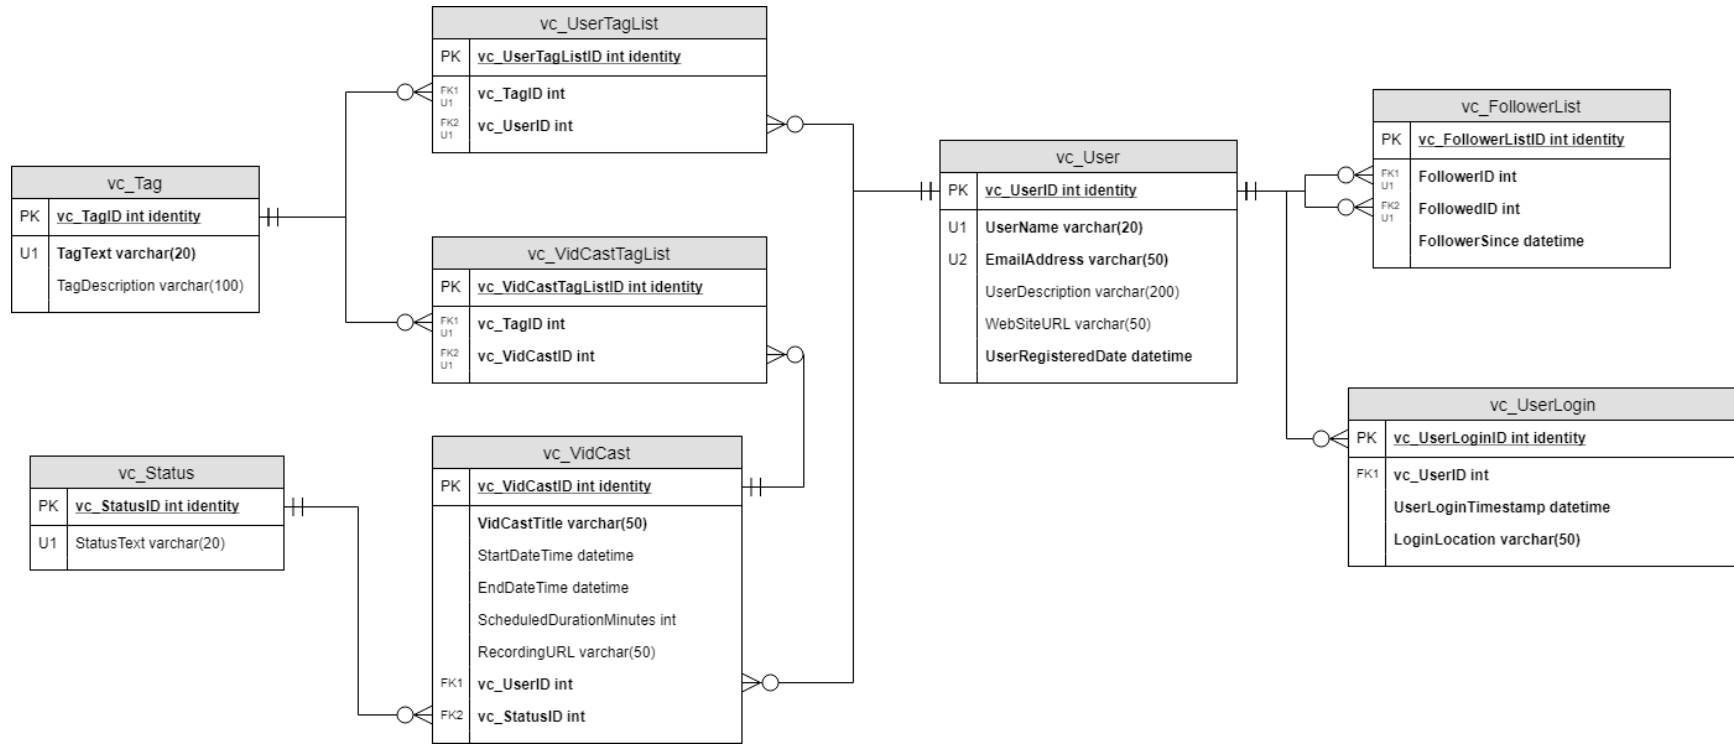 vc_UserTagList
PK vc_UserTagListID int identity
FK1 U1 vc_TagID int
FK2 U1 vc_UserID int
vc_Tag
PK vc_TagID int identity
U1 TagText varchar(20)
TagDescription varchar(100)
vc_VidCastTagList
PK vc_VidCastTagListID int identity
FK1 U1 vc_TagID int
FK2 U1 vc_VidCastID int
vc_Status
PK vc_StatusID int identity
U1 StatusText varchar(20)
vc_VidCast
PK vc_VidCastID int identity
VidCastTitle varchar(50)
StartDateTime datetime
EndDateTime datetime
ScheduledDurationMinutes int
RecordingURL varchar(50)
FK1 vc_UserID int
FK2 vc_StatusID int
vc_User
PK vc_UserID int identity
U1 UserName varchar(20)
U2 EmailAddress varchar(50)
UserDescription varchar(200)
WebSiteURL varchar(50)
UserRegisteredDate datetime
vc_FollowerList
PK vc_FollowerListID int identity
FK1 U1 FollowerID int
FK2 U1 FollowedID int
FollowerSince datetime
vc_UserLogin
PK vc_UserLoginID int identity
FK1 vc_UserID int
UserLoginTimestamp datetime
LoginLocation varchar(50)